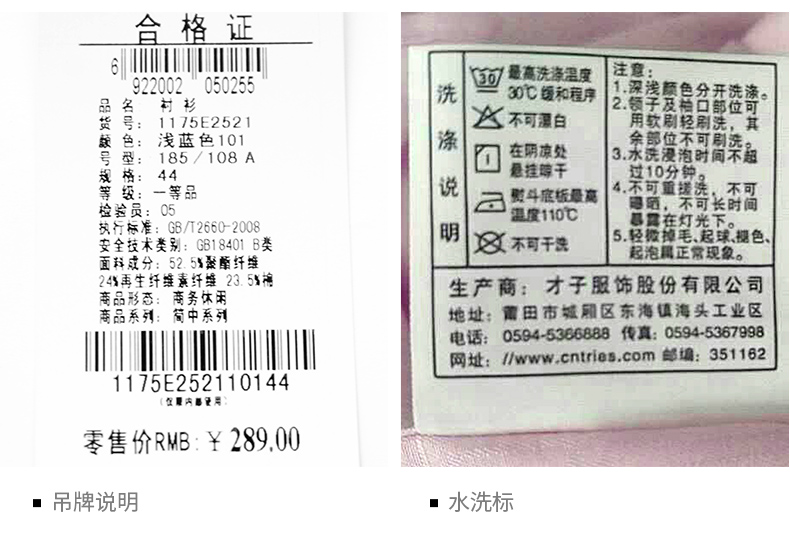 合格证
6 922002 050255
品名 衬衫
货号: 1175E2521
颜色: 浅蓝色101
号型: 185/108A
规格: 44
等级: 一等品
检验员: 05
执行标准: GB/T2660-2008
安全技术类别: GB18401 B类
面料成分: 52.5%聚酯纤维
24%再生纤维素纤维 23.5%棉
商品形态: 商务休闲
商品系列: 简中系列
1175E252110144
(仅限内部使用)
零售价RMB: ¥289.00
吊牌说明
洗涤说明
30
最高洗涤温度
30℃缓和程序
不可漂白
在阴凉处
悬挂晾干
熨斗底板最高
温度110℃
不可干洗
注意:
1.深浅颜色分开洗涤。
2.领子及袖口部位可
用软刷轻刷洗,其
余部位不可刷洗。
3.水洗浸泡时间不超
过10分钟。
4.不可重搓洗,不可
曝晒,不可长时间
暴露在灯光下。
5.轻微掉毛、起球、褪色、
起泡属正常现象。
生产商: 才子服饰股份有限公司
地址: 莆田市城厢区东海镇海头工业区
电话: 0594-5366888 传真: 0594-5367998
网址: //www.cntries.com 邮编: 351162
水洗标